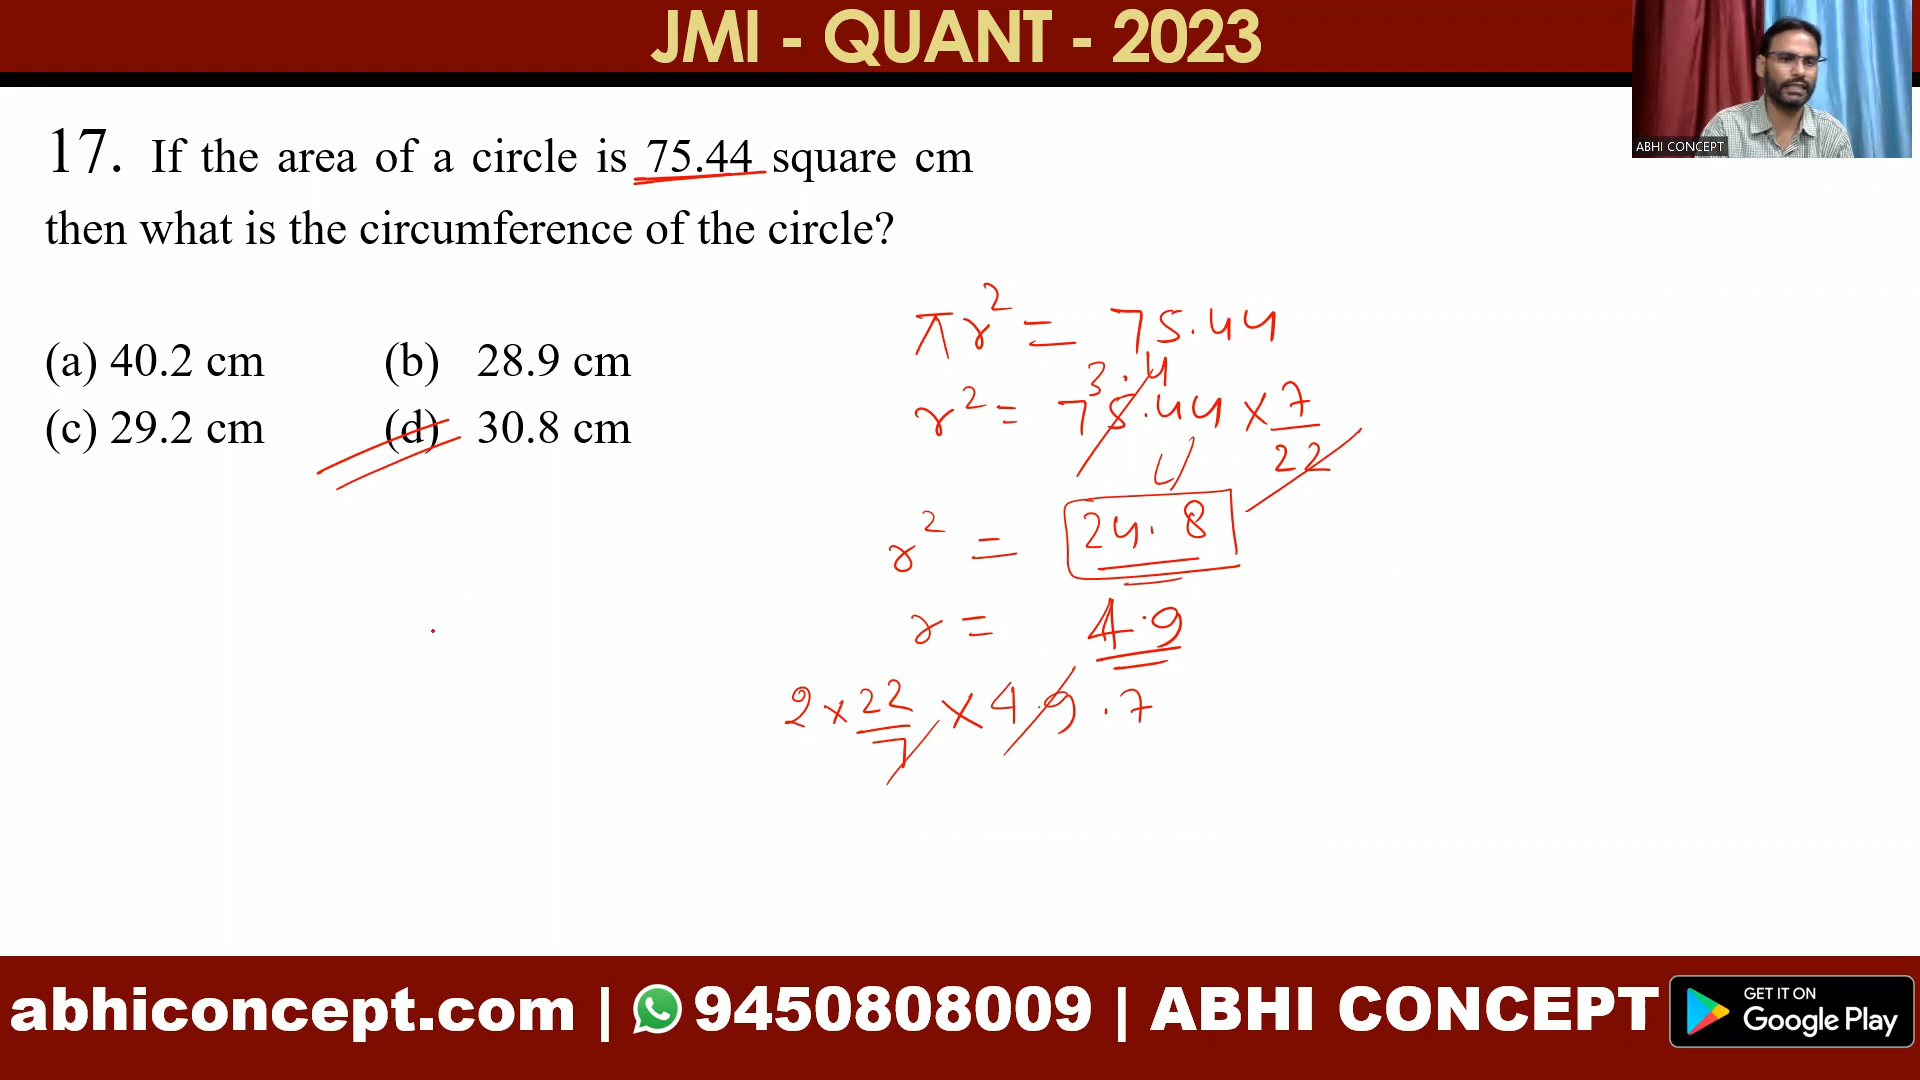 JMI - QUANT - 2023
ABHI CONCEPT
17. If the area of a circle is 75.44 square cm
then what is the circumference of the circle?
(a) 40.2 cm (b) 28.9 cm
(c) 29.2 cm (d) 30.8 cm
πr² = 75.44
3.4
r² = 75.44 × 7/22
r² = 24.8
r = 4.9
2 × 22/7 × 4.9 .7
abhiconcept.com | 9450808009 | ABHI CONCEPT
GET IT ON
Google Play